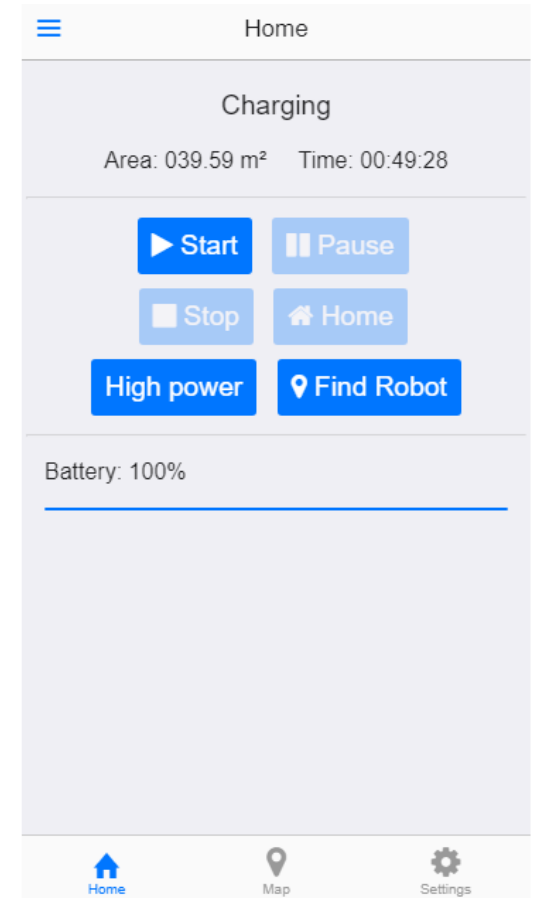 Home
Charging
Area: 039.59 m² Time: 00:49:28
Start Pause
Stop Home
High power Find Robot
Battery: 100%
Home Map Settings